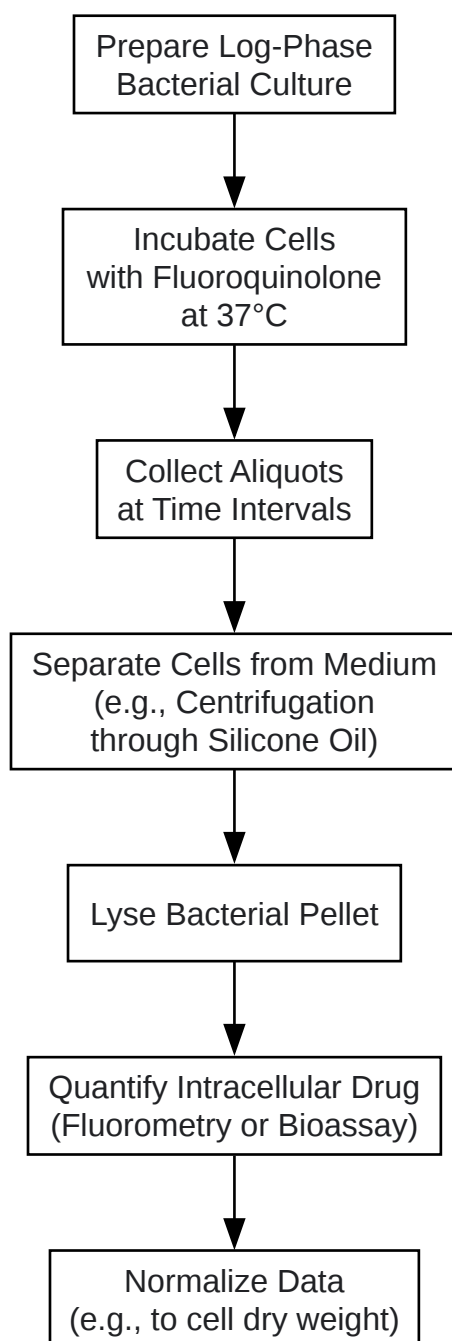 Prepare Log-Phase
Bacterial Culture
Incubate Cells
with Fluoroquinolone
at 37°C
Collect Aliquots
at Time Intervals
Separate Cells from Medium
(e.g., Centrifugation
through Silicone Oil)
Lyse Bacterial Pellet
Quantify Intracellular Drug
(Fluorometry or Bioassay)
Normalize Data
(e.g., to cell dry weight)